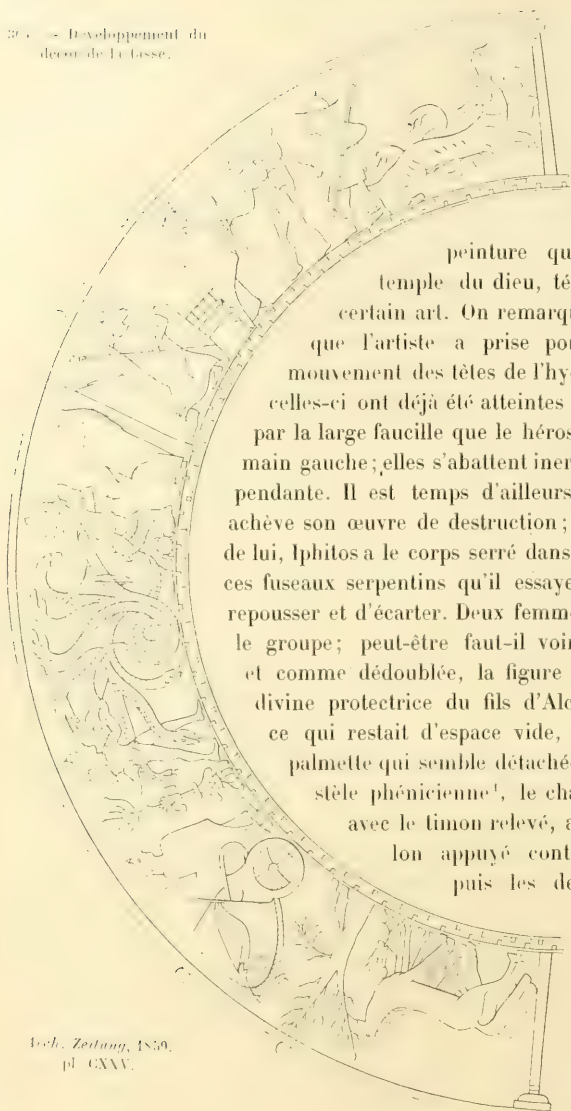 — Développement du
décor de la tasse.
peinture qu
temple du dieu, té
certain art. On remarq
que l'artiste a prise po
mouvement des têtes de l'hy
celles-ci ont déjà été atteintes
par la large faucille que le héros
main gauche; elles s'abattent iner
pendante. Il est temps d'ailleurs
achève son œuvre de destruction;
de lui, Iphitos a le corps serré dans
ces fuseaux serpentins qu'il essaye
repousser et d'écarter. Deux femm
le groupe; peut-être faut-il voir
et comme dédoublée, la figure
divine protectrice du fils d'Alc
ce qui restait d'espace vide,
palmette qui semble détaché
stèle phénicienne¹, le cha
avec le timon relevé, a
lon appuyé cont
puis les de
Arch. Zeitung, 1859,
pl. CXXV.